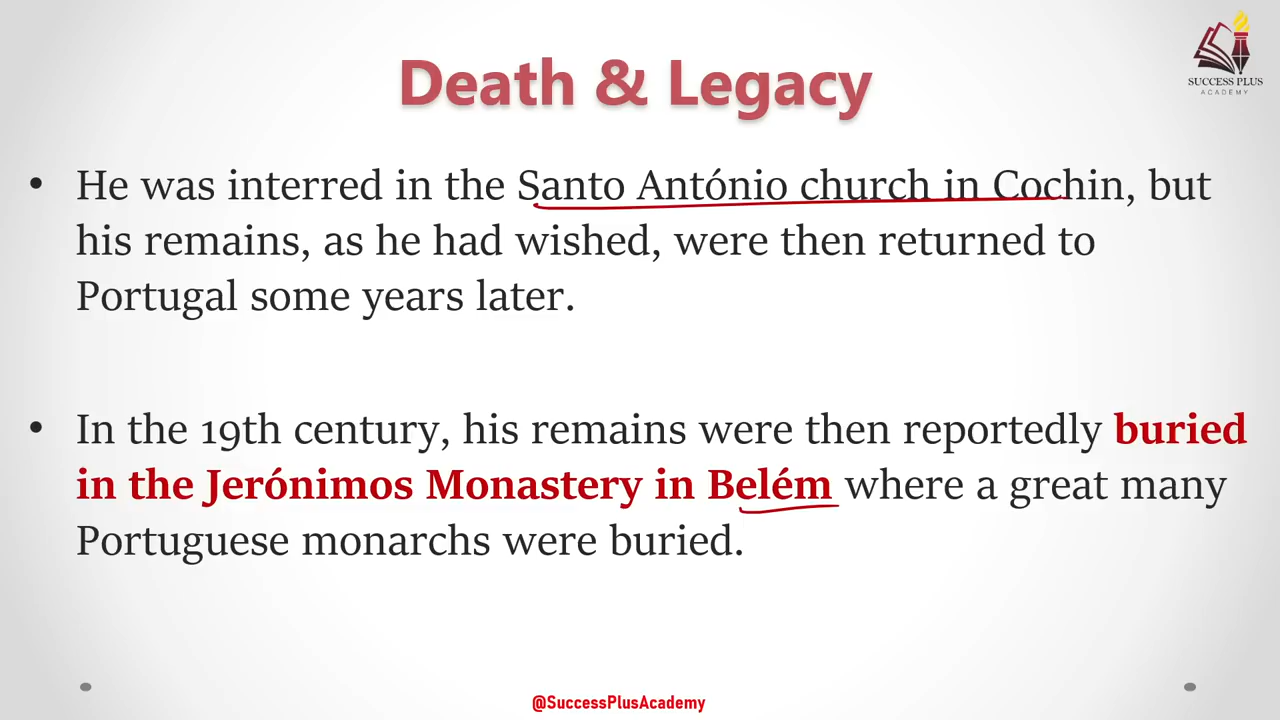 Death & Legacy
SUCCESS PLUS
ACADEMY
• He was interred in the Santo António church in Cochin, but
his remains, as he had wished, were then returned to
Portugal some years later.
• In the 19th century, his remains were then reportedly buried
in the Jerónimos Monastery in Belém where a great many
Portuguese monarchs were buried.
@SuccessPlusAcademy